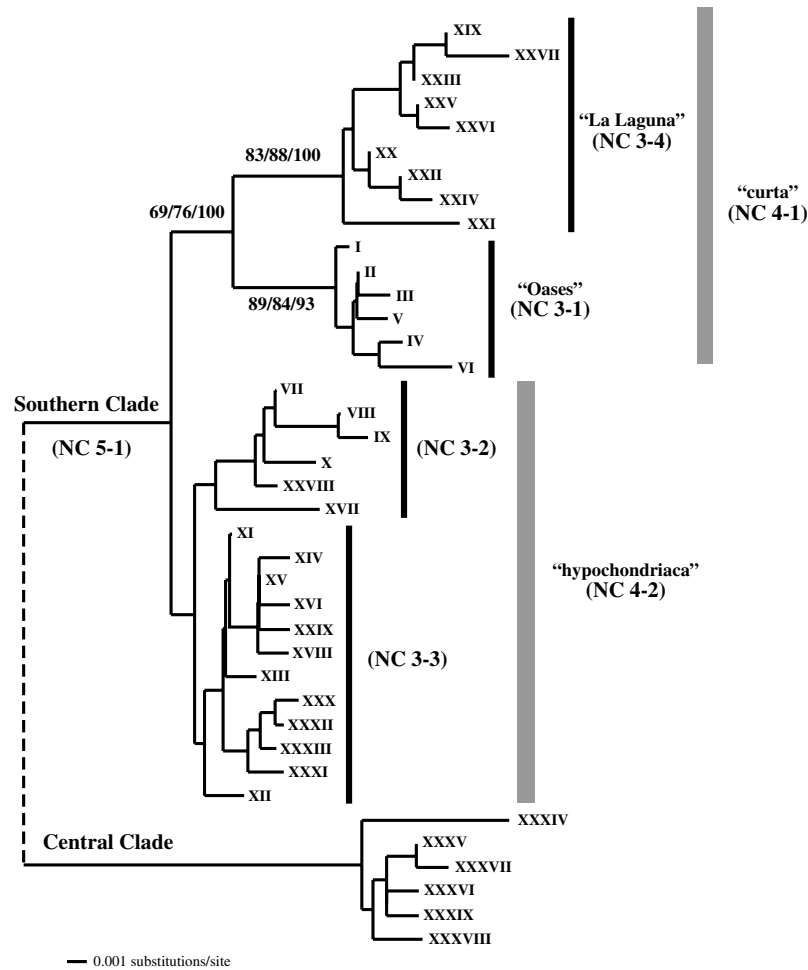 XIX
XXVII
XXIII
XXV
XXVI
XX
XXII
XXIV
XXI
83/88/100
69/76/100
“La Laguna”
(NC 3-4)
“curta”
(NC 4-1)
I
II
III
V
IV
VI
89/84/93
“Oases”
(NC 3-1)
Southern Clade
(NC 5-1)
VII
VIII
IX
X
XXVIII
XVII
(NC 3-2)
XI
XIV
XV
XVI
XXIX
XVIII
XIII
XXX
XXXII
XXXIII
XXXI
XII
(NC 3-3)
“hypochondriaca”
(NC 4-2)
Central Clade
XXXIV
XXXV
XXXVII
XXXVI
XXXIX
XXXVIII
0.001 substitutions/site